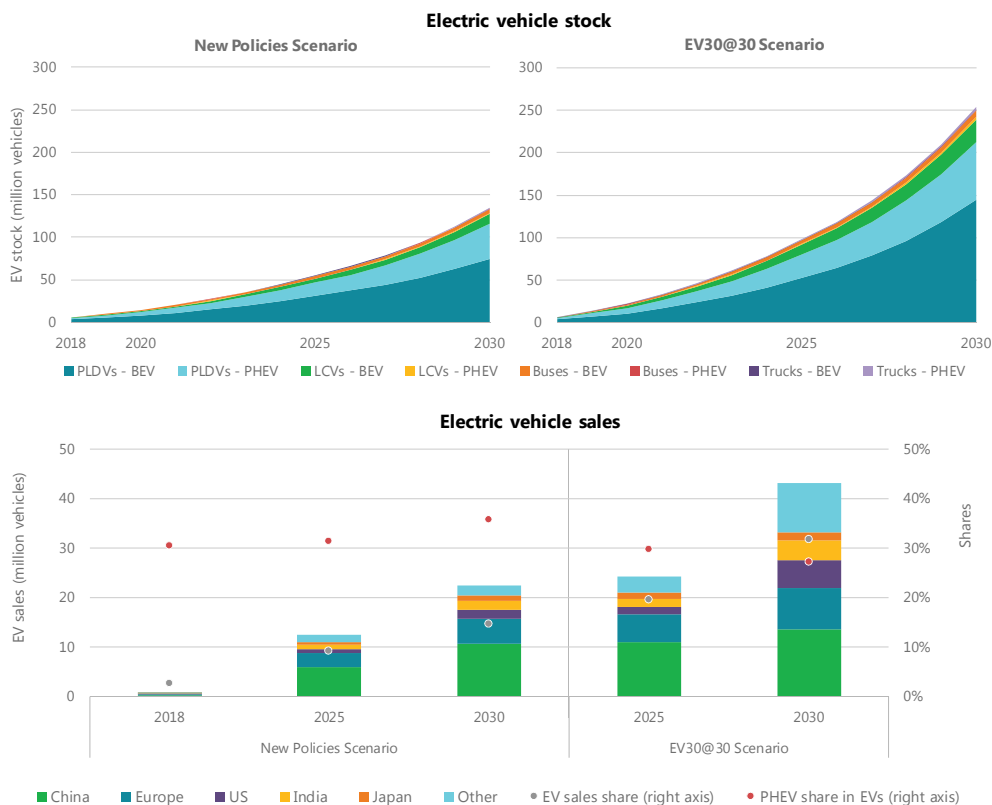 Electric vehicle stock
New Policies Scenario
EV30@30 Scenario
EV stock (million vehicles)
300
250
200
150
100
50
0
2018
2020
2025
2030
300
250
200
150
100
50
0
2018
2020
2025
2030
PLDVs - BEV
PLDVs - PHEV
LCVs - BEV
LCVs - PHEV
Buses - BEV
Buses - PHEV
Trucks - BEV
Trucks - PHEV
Electric vehicle sales
EV sales (million vehicles)
50
40
30
20
10
0
50%
40%
30%
20%
10%
0%
Shares
2018
2025
2030
2025
2030
New Policies Scenario
EV30@30 Scenario
China
Europe
US
India
Japan
Other
EV sales share (right axis)
PHEV share in EVs (right axis)